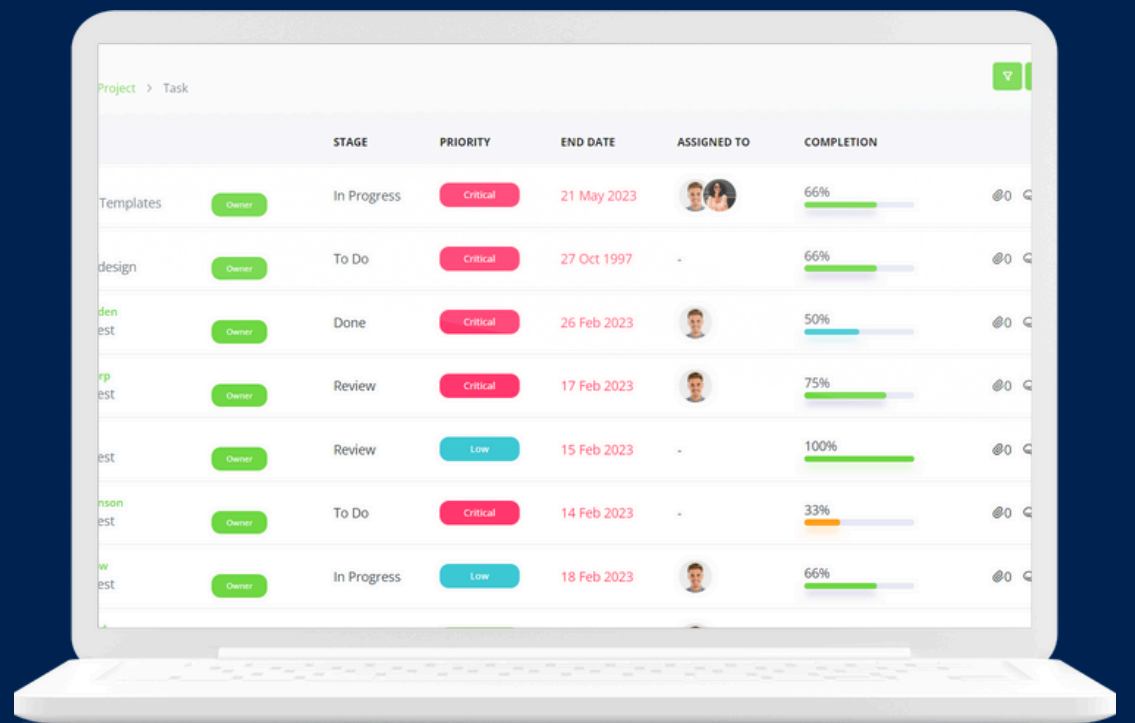 Project > Task
STAGE PRIORITY END DATE ASSIGNED TO COMPLETION
Templates Owner In Progress Critical 21 May 2023 66% 0
design Owner To Do Critical 27 Oct 1997 - 66% 0
den
est Owner Done Critical 26 Feb 2023 50% 0
rp
est Owner Review Critical 17 Feb 2023 75% 0
est Owner Review Low 15 Feb 2023 - 100% 0
nson
est Owner To Do Critical 14 Feb 2023 - 33% 0
w
est Owner In Progress Low 18 Feb 2023 66% 0